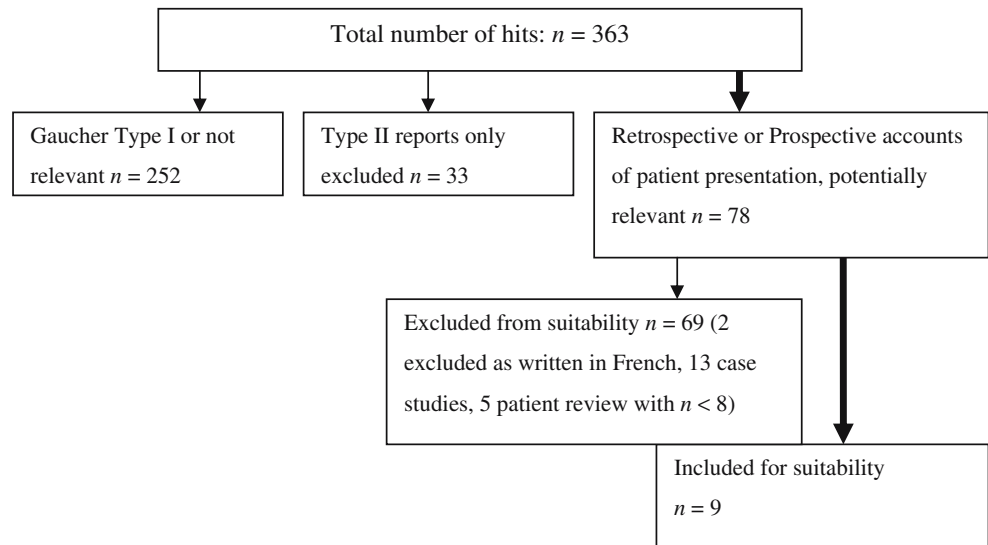 Total number of hits: n = 363
Gaucher Type I or not
relevant n = 252
Type II reports only
excluded n = 33
Retrospective or Prospective accounts
of patient presentation, potentially
relevant n = 78
Excluded from suitability n = 69 (2
excluded as written in French, 13 case
studies, 5 patient review with n < 8)
Included for suitability
n = 9